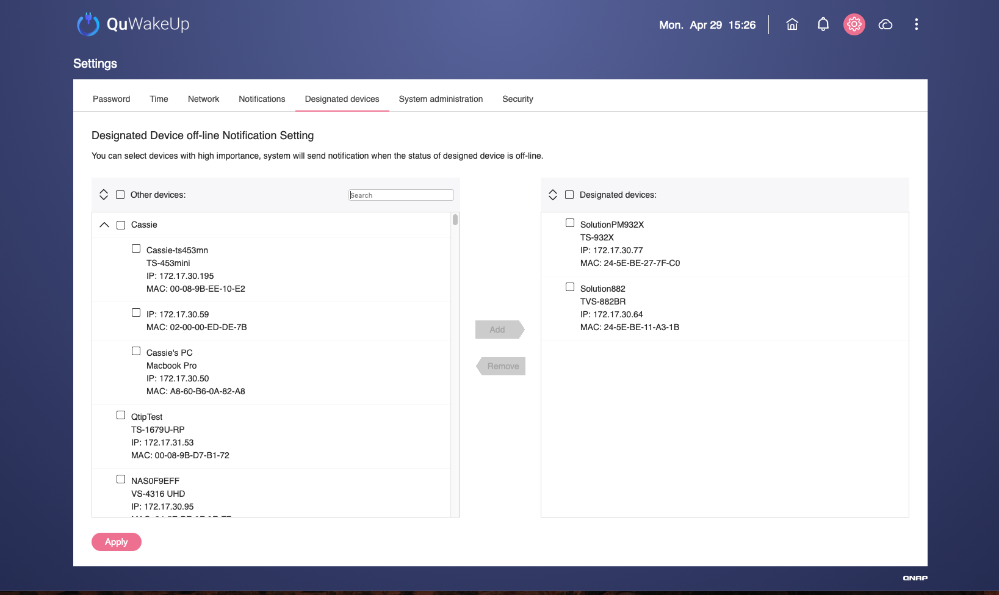 QuWakeUp
Mon. Apr 29 15:26
Settings
Password Time Network Notifications Designated devices System administration Security
Designated Device off-line Notification Setting
You can select devices with high importance, system will send notification when the status of designed device is off-line.
Other devices:
Search
Cassie
Cassie-ts453mn
TS-453mini
IP: 172.17.30.195
MAC: 00-08-9B-EE-10-E2
IP: 172.17.30.59
MAC: 02-00-00-ED-DE-7B
Cassie's PC
Macbook Pro
IP: 172.17.30.50
MAC: A8-60-B6-0A-82-A8
QtipTest
TS-1679U-RP
IP: 172.17.31.53
MAC: 00-08-9B-D7-B1-72
NAS0F9EFF
VS-4316 UHD
IP: 172.17.30.95
Add
Remove
Designated devices:
SolutionPM932X
TS-932X
IP: 172.17.30.77
MAC: 24-5E-BE-27-7F-C0
Solution882
TVS-882BR
IP: 172.17.30.64
MAC: 24-5E-BE-11-A3-1B
Apply
QNAP